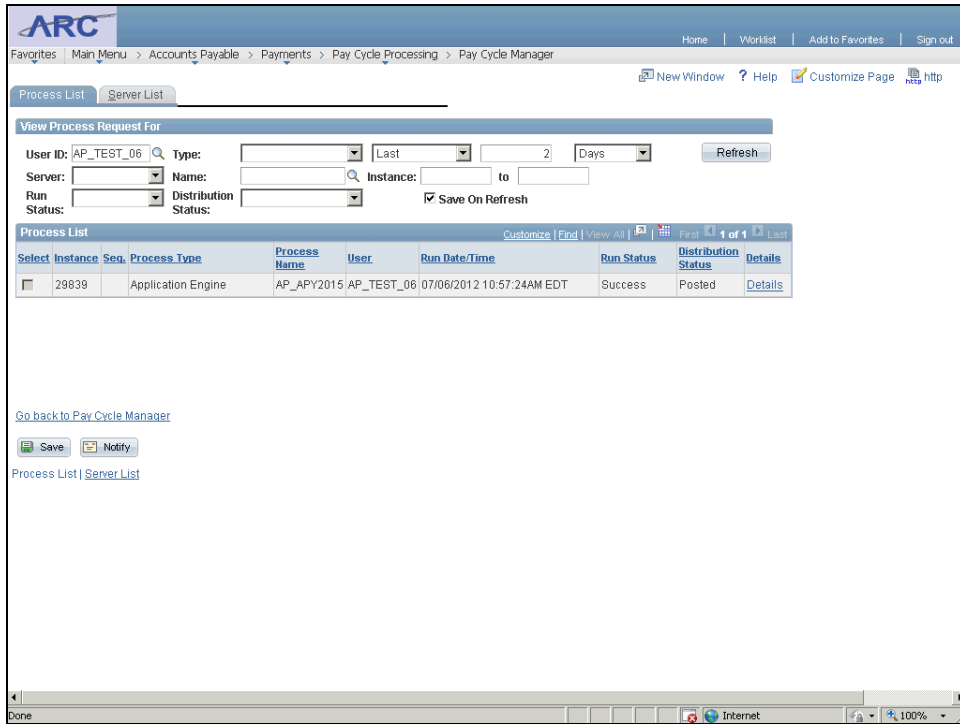 ARC
Home | Worklist | Add to Favorites | Sign out
Favorites Main Menu > Accounts Payable > Payments > Pay Cycle Processing > Pay Cycle Manager
New Window ? Help Customize Page http
Process List Server List
View Process Request For
User ID: AP_TEST_06 Type: Last 2 Days Refresh
Server: Name: Instance: to
Run Status: Distribution Status: Save On Refresh
Process List Customize | Find | View All | | First 1 of 1 Last
Select Instance Seq. Process Type Process Name User Run Date/Time Run Status Distribution Status Details
29839 Application Engine AP_APY2015 AP_TEST_06 07/06/2012 10:57:24AM EDT Success Posted Details
Go back to Pay Cycle Manager
Save Notify
Process List | Server List
Done Internet 100%